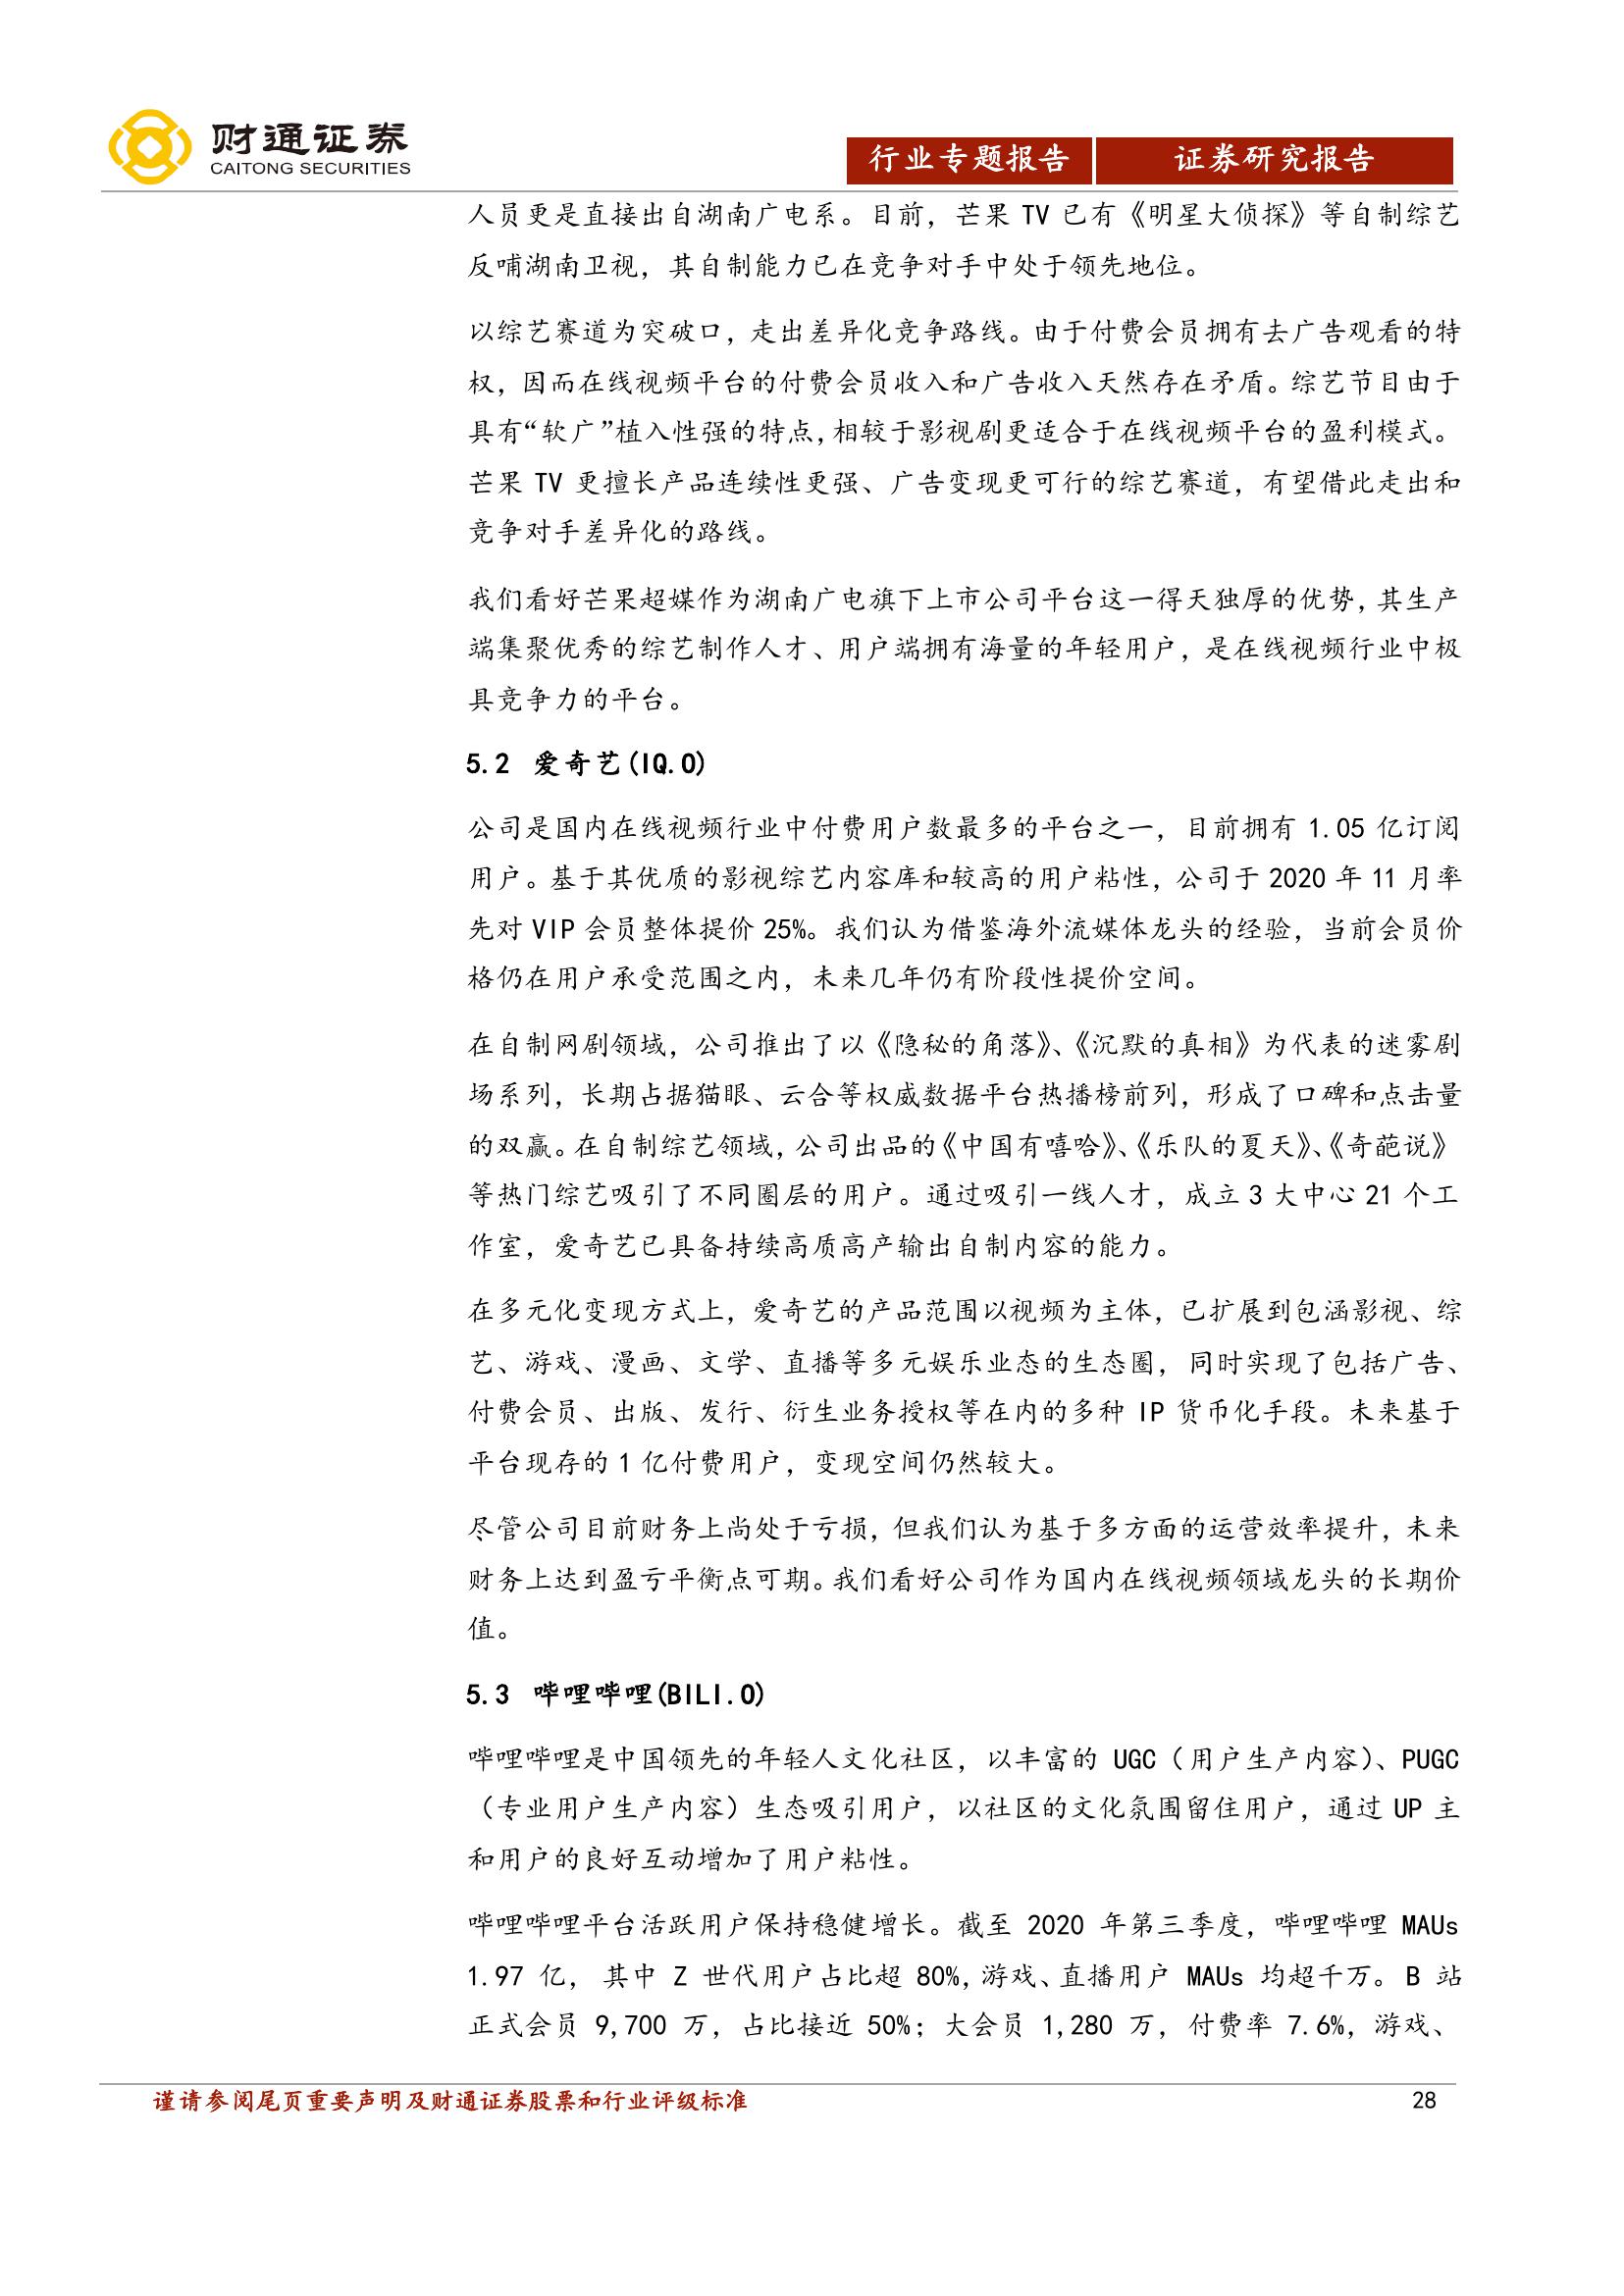 财通证券
CAITONG SECURITIES
行业专题报告
证券研究报告
人员更是直接出自湖南广电系。目前，芒果 TV 已有《明星大侦探》等自制综艺
反哺湖南卫视，其自制能力已在竞争对手中处于领先地位。
以综艺赛道为突破口，走出差异化竞争路线。由于付费会员拥有去广告观看的特
权，因而在线视频平台的付费会员收入和广告收入天然存在矛盾。综艺节目由于
具有“软广”植入性强的特点，相较于影视剧更适合于在线视频平台的盈利模式。
芒果 TV 更擅长产品连续性更强、广告变现更可行的综艺赛道，有望借此走出和
竞争对手差异化的路线。
我们看好芒果超媒作为湖南广电旗下上市公司平台这一得天独厚的优势，其生产
端集聚优秀的综艺制作人才、用户端拥有海量的年轻用户，是在线视频行业中极
具竞争力的平台。
5.2 爱奇艺(IQ.O)
公司是国内在线视频行业中付费用户数最多的平台之一，目前拥有 1.05 亿订阅
用户。基于其优质的影视综艺内容库和较高的用户粘性，公司于 2020 年 11 月率
先对 VIP 会员整体提价 25%。我们认为借鉴海外流媒体龙头的经验，当前会员价
格仍在用户承受范围之内，未来几年仍有阶段性提价空间。
在自制网剧领域，公司推出了以《隐秘的角落》、《沉默的真相》为代表的迷雾剧
场系列，长期占据猫眼、云合等权威数据平台热播榜前列，形成了口碑和点击量
的双赢。在自制综艺领域，公司出品的《中国有嘻哈》、《乐队的夏天》、《奇葩说》
等热门综艺吸引了不同圈层的用户。通过吸引一线人才，成立 3 大中心 21 个工
作室，爱奇艺已具备持续高质高产输出自制内容的能力。
在多元化变现方式上，爱奇艺的产品范围以视频为主体，已扩展到包涵影视、综
艺、游戏、漫画、文学、直播等多元娱乐业态的生态圈，同时实现了包括广告、
付费会员、出版、发行、衍生业务授权等在内的多种 IP 货币化手段。未来基于
平台现存的 1 亿付费用户，变现空间仍然较大。
尽管公司目前财务上尚处于亏损，但我们认为基于多方面的运营效率提升，未来
财务上达到盈亏平衡点可期。我们看好公司作为国内在线视频领域龙头的长期价
值。
5.3 哔哩哔哩(BILI.O)
哔哩哔哩是中国领先的年轻人文化社区，以丰富的 UGC（用户生产内容）、PUGC
（专业用户生产内容）生态吸引用户，以社区的文化氛围留住用户，通过 UP 主
和用户的良好互动增加了用户粘性。
哔哩哔哩平台活跃用户保持稳健增长。截至 2020 年第三季度，哔哩哔哩 MAUs
1.97 亿， 其中 Z 世代用户占比超 80%，游戏、直播用户 MAUs 均超千万。B 站
正式会员 9,700 万，占比接近 50%；大会员 1,280 万，付费率 7.6%，游戏、
谨请参阅尾页重要声明及财通证券股票和行业评级标准
28